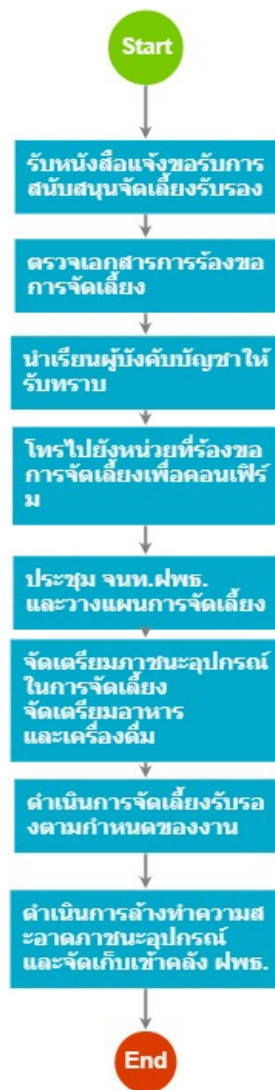 Start
รับหนังสือแจ้งขอรับการ
สนับสนุนจัดเลี้ยงรับรอง
ตรวจเอกสารการร้องขอ
การจัดเลี้ยง
นำเรียนผู้บังคับบัญชาให้
รับทราบ
โทรไปยังหน่วยที่ร้องขอ
การจัดเลี้ยงเพื่อคอนเฟิร์
ม
ประชุม จนท.ฝพธ.
และวางแผนการจัดเลี้ยง
จัดเตรียมภาชนะอุปกรณ์
ในการจัดเลี้ยง
จัดเตรียมอาหาร
และเครื่องดื่ม
ดำเนินการจัดเลี้ยงรับรอ
งตามกำหนดของงาน
ดำเนินการล้างทำความส
ะอาดภาชนะอุปกรณ์
และจัดเก็บเข้าคลัง ฝพธ.
End